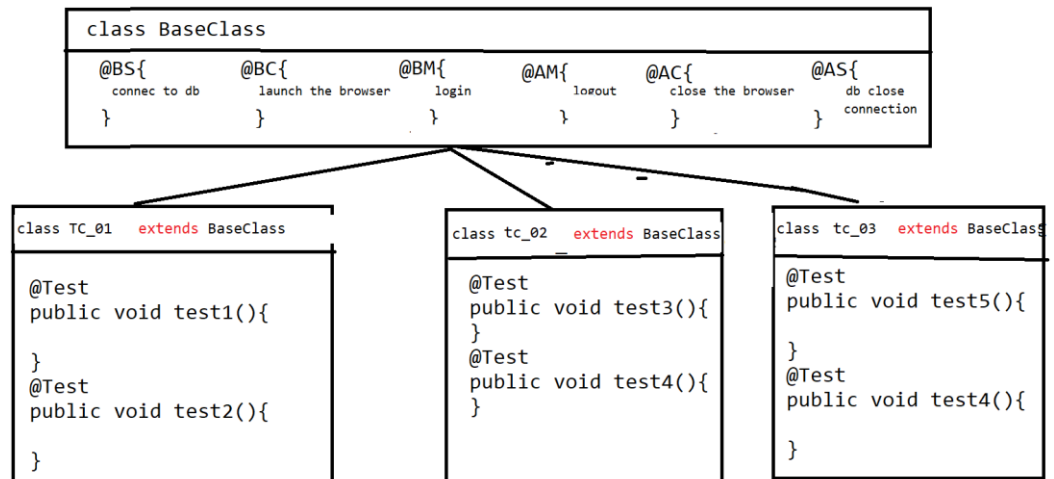 class BaseClass
@BS{ @BC{ @BM{ @AM{ @AC{ @AS{
connec to db launch the browser login logout close the browser db close
connection
} } } } } }
class TC_01 extends BaseClass
@Test
public void test1(){
}
@Test
public void test2(){
}
class tc_02 extends BaseClass
@Test
public void test3(){
}
@Test
public void test4(){
}
class tc_03 extends BaseClass
@Test
public void test5(){
}
@Test
public void test4(){
}